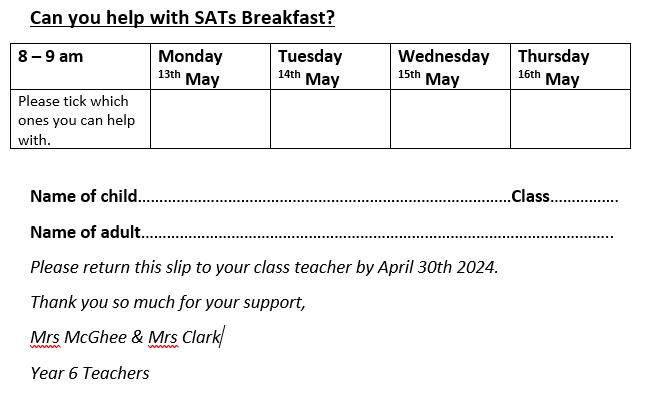 Can you help with SATs Breakfast?
8 – 9 am Monday 13th May Tuesday 14th May Wednesday 15th May Thursday 16th May
Please tick which
ones you can help
with.
Name of child..............................................................................................Class................
Name of adult................................................................................................................
Please return this slip to your class teacher by April 30th 2024.
Thank you so much for your support,
Mrs McGhee & Mrs Clark
Year 6 Teachers